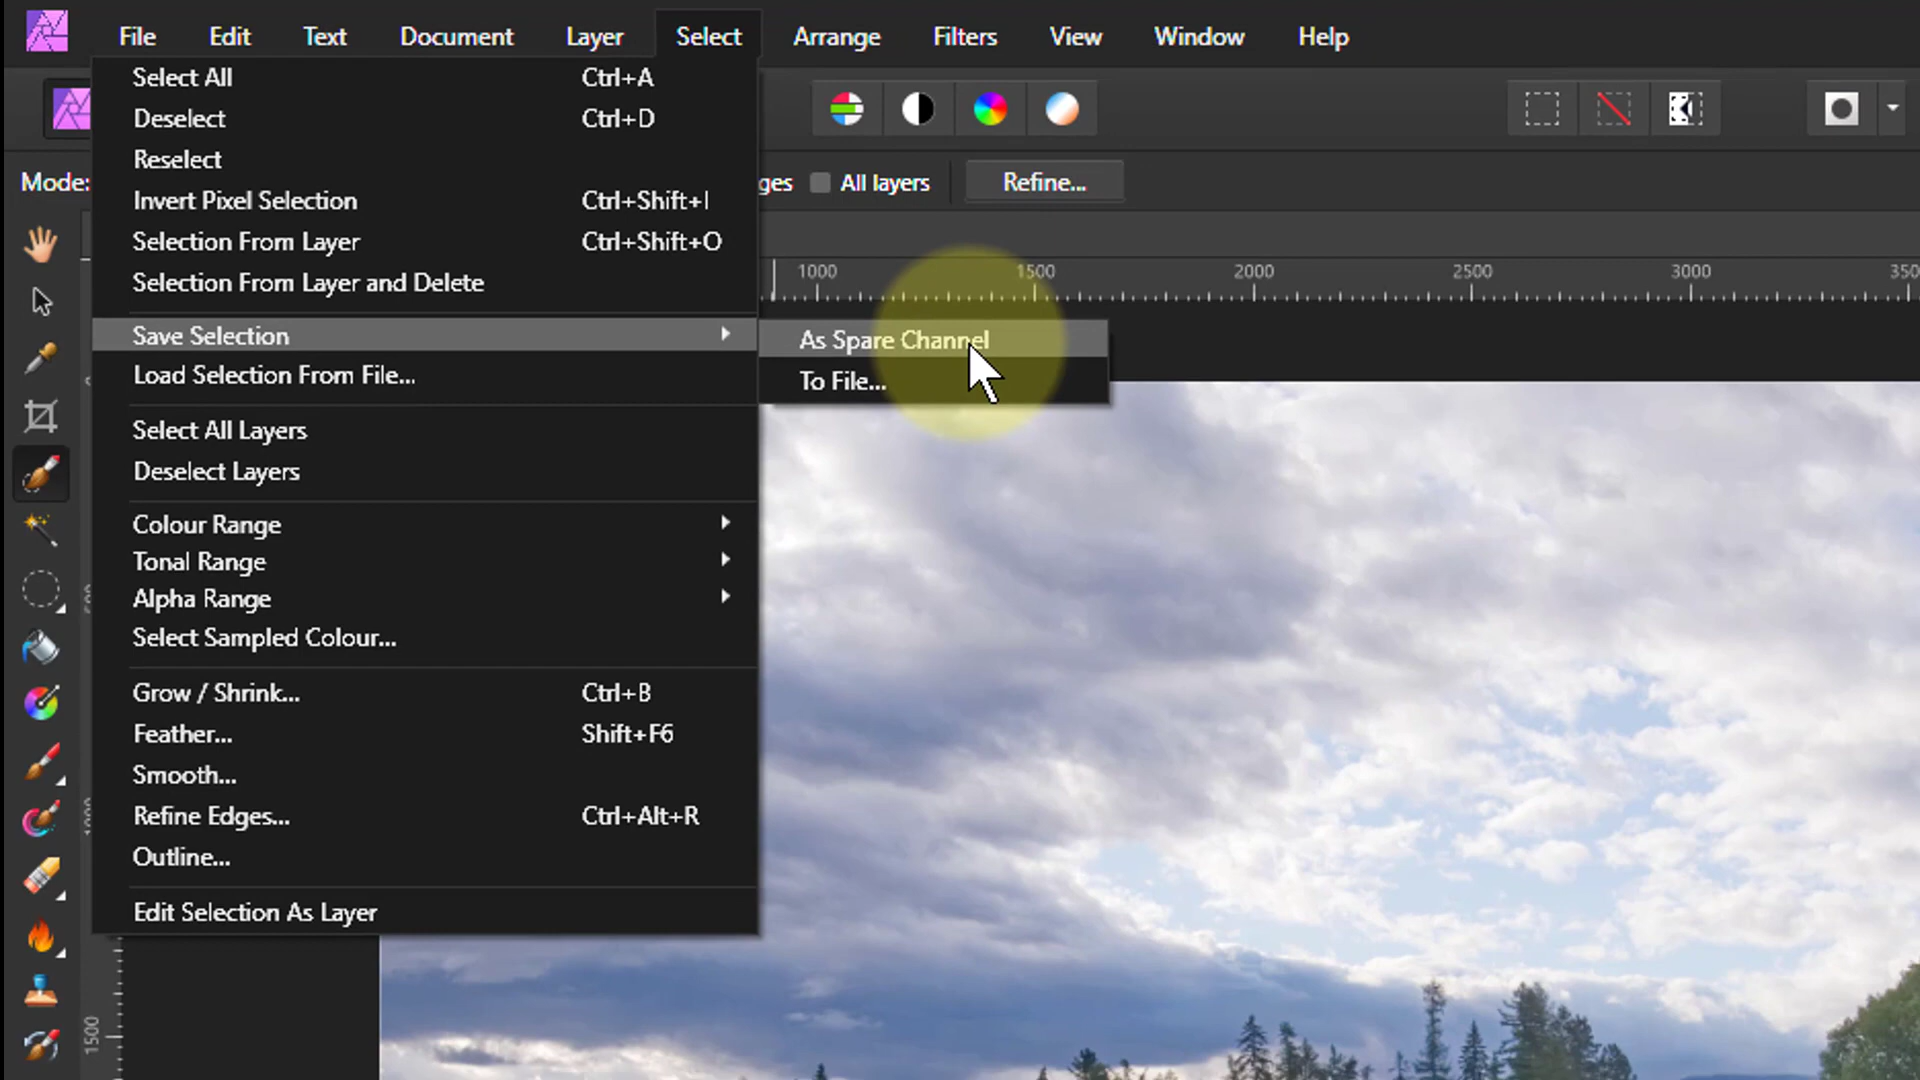 File Edit Text Document Layer Select Arrange Filters View Window Help
Select All Ctrl+A
Deselect Ctrl+D
Reselect
Mode: Invert Pixel Selection Ctrl+Shift+I All layers Refine...
Selection From Layer Ctrl+Shift+O
Selection From Layer and Delete
1000 1500 2000 2500 3000
Save Selection As Spare Channel
Load Selection From File... To File...
Select All Layers
Deselect Layers
Colour Range
Tonal Range
Alpha Range
Select Sampled Colour...
Grow / Shrink... Ctrl+B
Feather... Shift+F6
Smooth...
Refine Edges... Ctrl+Alt+R
Outline...
Edit Selection As Layer
1500